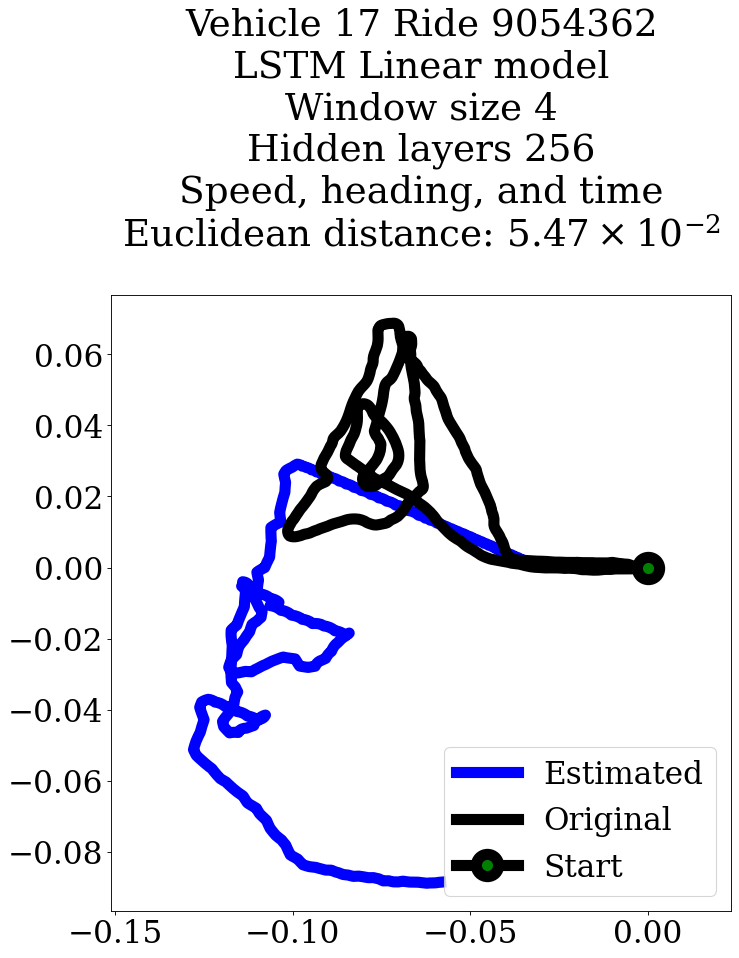 Vehicle 17 Ride 9054362
LSTM Linear model
Window size 4
Hidden layers 256
Speed, heading, and time
Euclidean distance: 5.47 × 10⁻²
0.06
0.04
0.02
0.00
−0.02
−0.04
−0.06
−0.08
Estimated
Original
Start
−0.15
−0.10
−0.05
0.00